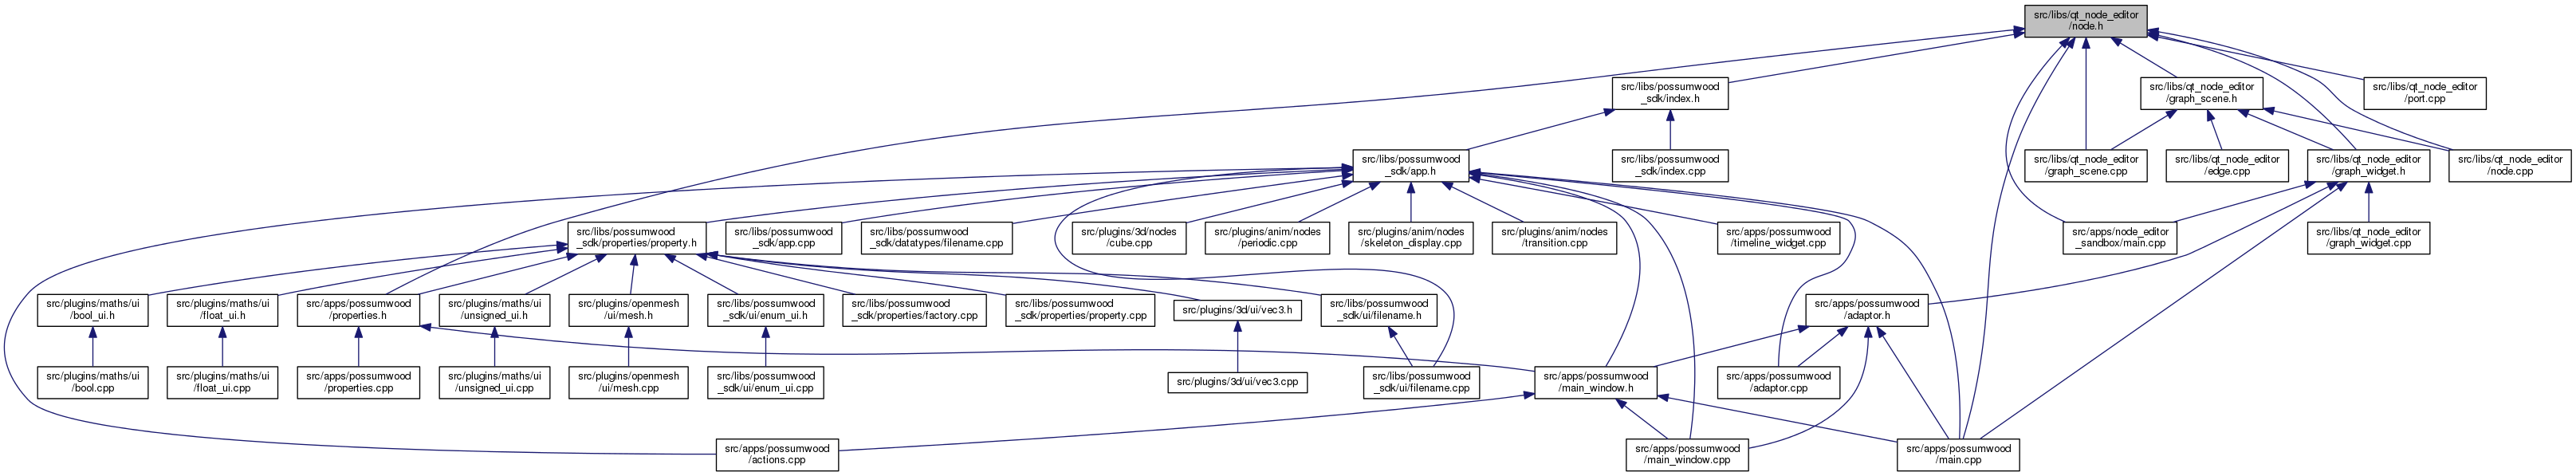 src/libs/qt_node_editor
/node.h
src/libs/possumwood
_sdk/index.h
src/libs/qt_node_editor
/graph_scene.h
src/libs/qt_node_editor
/port.cpp
src/libs/possumwood
_sdk/app.h
src/libs/possumwood
_sdk/index.cpp
src/libs/qt_node_editor
/graph_scene.cpp
src/libs/qt_node_editor
/edge.cpp
src/libs/qt_node_editor
/graph_widget.h
src/libs/qt_node_editor
/node.cpp
src/libs/possumwood
_sdk/properties/property.h
src/libs/possumwood
_sdk/app.cpp
src/libs/possumwood
_sdk/datatypes/filename.cpp
src/plugins/3d/nodes
/cube.cpp
src/plugins/anim/nodes
/periodic.cpp
src/plugins/anim/nodes
/skeleton_display.cpp
src/plugins/anim/nodes
/transition.cpp
src/apps/possumwood
/timeline_widget.cpp
src/apps/node_editor
_sandbox/main.cpp
src/libs/qt_node_editor
/graph_widget.cpp
src/plugins/maths/ui
/bool_ui.h
src/plugins/maths/ui
/float_ui.h
src/apps/possumwood
/properties.h
src/plugins/maths/ui
/unsigned_ui.h
src/plugins/openmesh
/ui/mesh.h
src/libs/possumwood
_sdk/ui/enum_ui.h
src/libs/possumwood
_sdk/properties/factory.cpp
src/libs/possumwood
_sdk/properties/property.cpp
src/plugins/3d/ui/vec3.h
src/libs/possumwood
_sdk/ui/filename.h
src/apps/possumwood
/adaptor.h
src/plugins/maths/ui
/bool.cpp
src/plugins/maths/ui
/float_ui.cpp
src/apps/possumwood
/properties.cpp
src/plugins/maths/ui
/unsigned_ui.cpp
src/plugins/openmesh
/ui/mesh.cpp
src/libs/possumwood
_sdk/ui/enum_ui.cpp
src/plugins/3d/ui/vec3.cpp
src/libs/possumwood
_sdk/ui/filename.cpp
src/apps/possumwood
/main_window.h
src/apps/possumwood
/adaptor.cpp
src/apps/possumwood
/actions.cpp
src/apps/possumwood
/main_window.cpp
src/apps/possumwood
/main.cpp